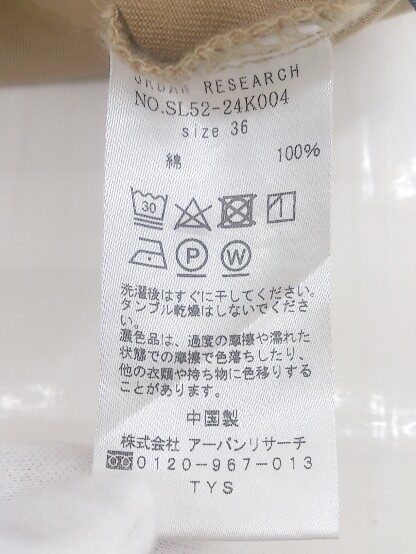 URBAN RESEARCH
NO.SL52-24K004
size 36
綿 100%
30
P W
洗濯後はすぐに干してください。
タンブル乾燥はしないでくださ
い。
濃色品は、過度の摩擦や濡れた
状態での摩擦で色落ちしたり、
他の衣類や持ち物に色移りする
ことがあります。
中国製
株式会社 アーバンリサーチ
0120-967-013
TYS